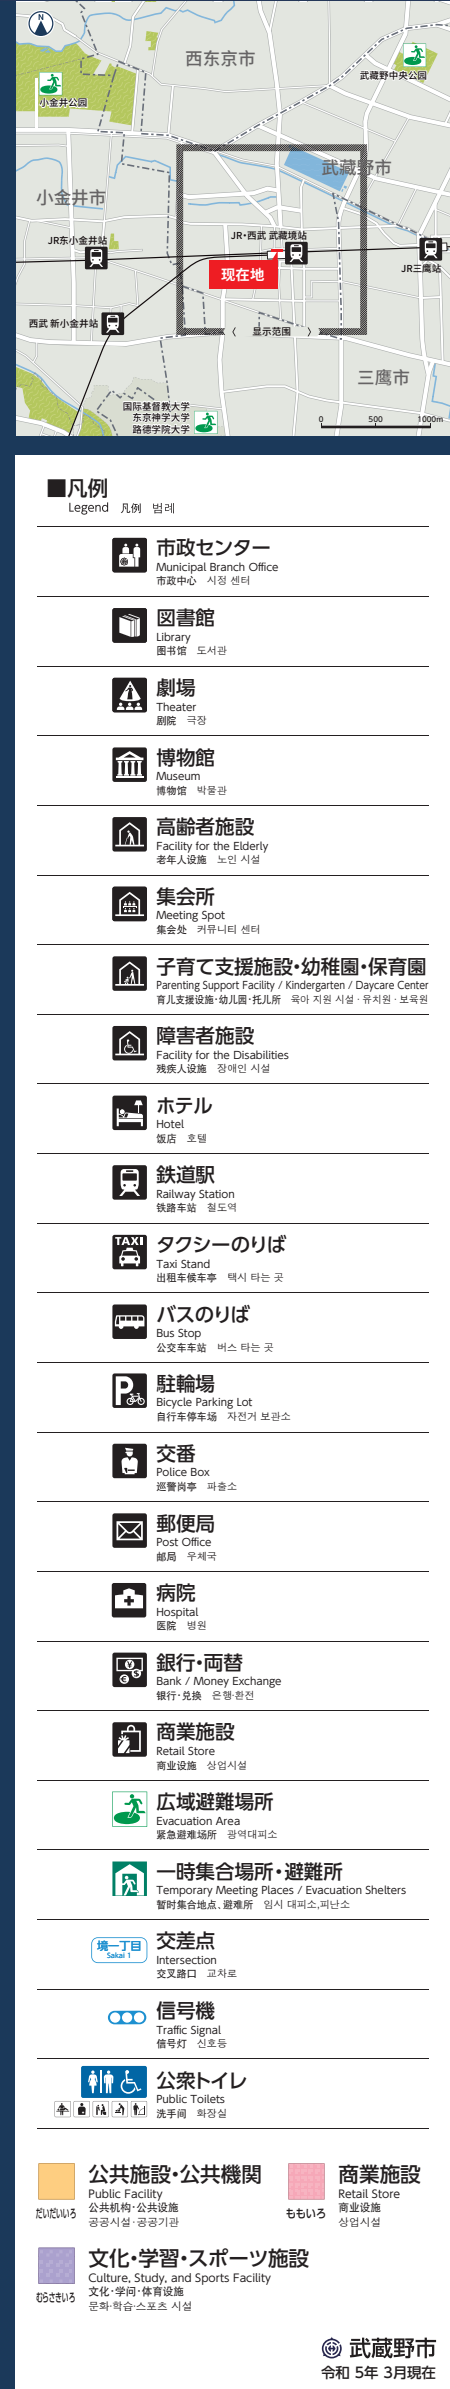 N
西东京市
武藏野中央公园
小金井公园
武藏野市
小金井市
JR东小金井站
JR·西武 武藏境站
JR三鹰站
现在地
西武 新小金井站
〈 显示范围 〉
三鹰市
国际基督教大学
东京神学大学
路德学院大学
0 500 1000m
■凡例
Legend 凡例 범례
市政センター
Municipal Branch Office
市政中心 시정 센터
図書館
Library
图书馆 도서관
劇場
Theater
剧院 극장
博物館
Museum
博物馆 박물관
高齢者施設
Facility for the Elderly
老年人设施 노인 시설
集会所
Meeting Spot
集会处 커뮤니티 센터
子育て支援施設・幼稚園・保育園
Parenting Support Facility / Kindergarten / Daycare Center
育儿支援设施·幼儿园·托儿所 육아 지원 시설·유치원·보육원
障害者施設
Facility for the Disabilities
残疾人设施 장애인 시설
ホテル
Hotel
饭店 호텔
鉄道駅
Railway Station
铁路车站 철도역
TAXI
タクシーのりば
Taxi Stand
出租车候车亭 택시 타는 곳
バスのりば
Bus Stop
公交车车站 버스 타는 곳
P
駐輪場
Bicycle Parking Lot
自行车停车场 자전거 보관소
交番
Police Box
巡警岗亭 파출소
郵便局
Post Office
邮局 우체국
病院
Hospital
医院 병원
銀行・両替
Bank / Money Exchange
银行·兑换 은행·환전
商業施設
Retail Store
商业设施 상업시설
広域避難場所
Evacuation Area
紧急避难场所 광역대피소
一時集合場所・避難所
Temporary Meeting Places / Evacuation Shelters
暂时集合地点、避难所 임시 대피소,피난소
境一丁目
Sakai 1
交差点
Intersection
交叉路口 교차로
信号機
Traffic Signal
信号灯 신호등
公衆トイレ
Public Toilets
洗手间 화장실
公共施設・公共機関
Public Facility
公共机构·公共设施
공공시설·공공기관
だいだいいろ
商業施設
Retail Store
商业设施
상업시설
ももいろ
文化・学習・スポーツ施設
Culture, Study, and Sports Facility
文化·学问·体育设施
문화·학습·스포츠 시설
むらさきいろ
武蔵野市
令和 5年 3月現在